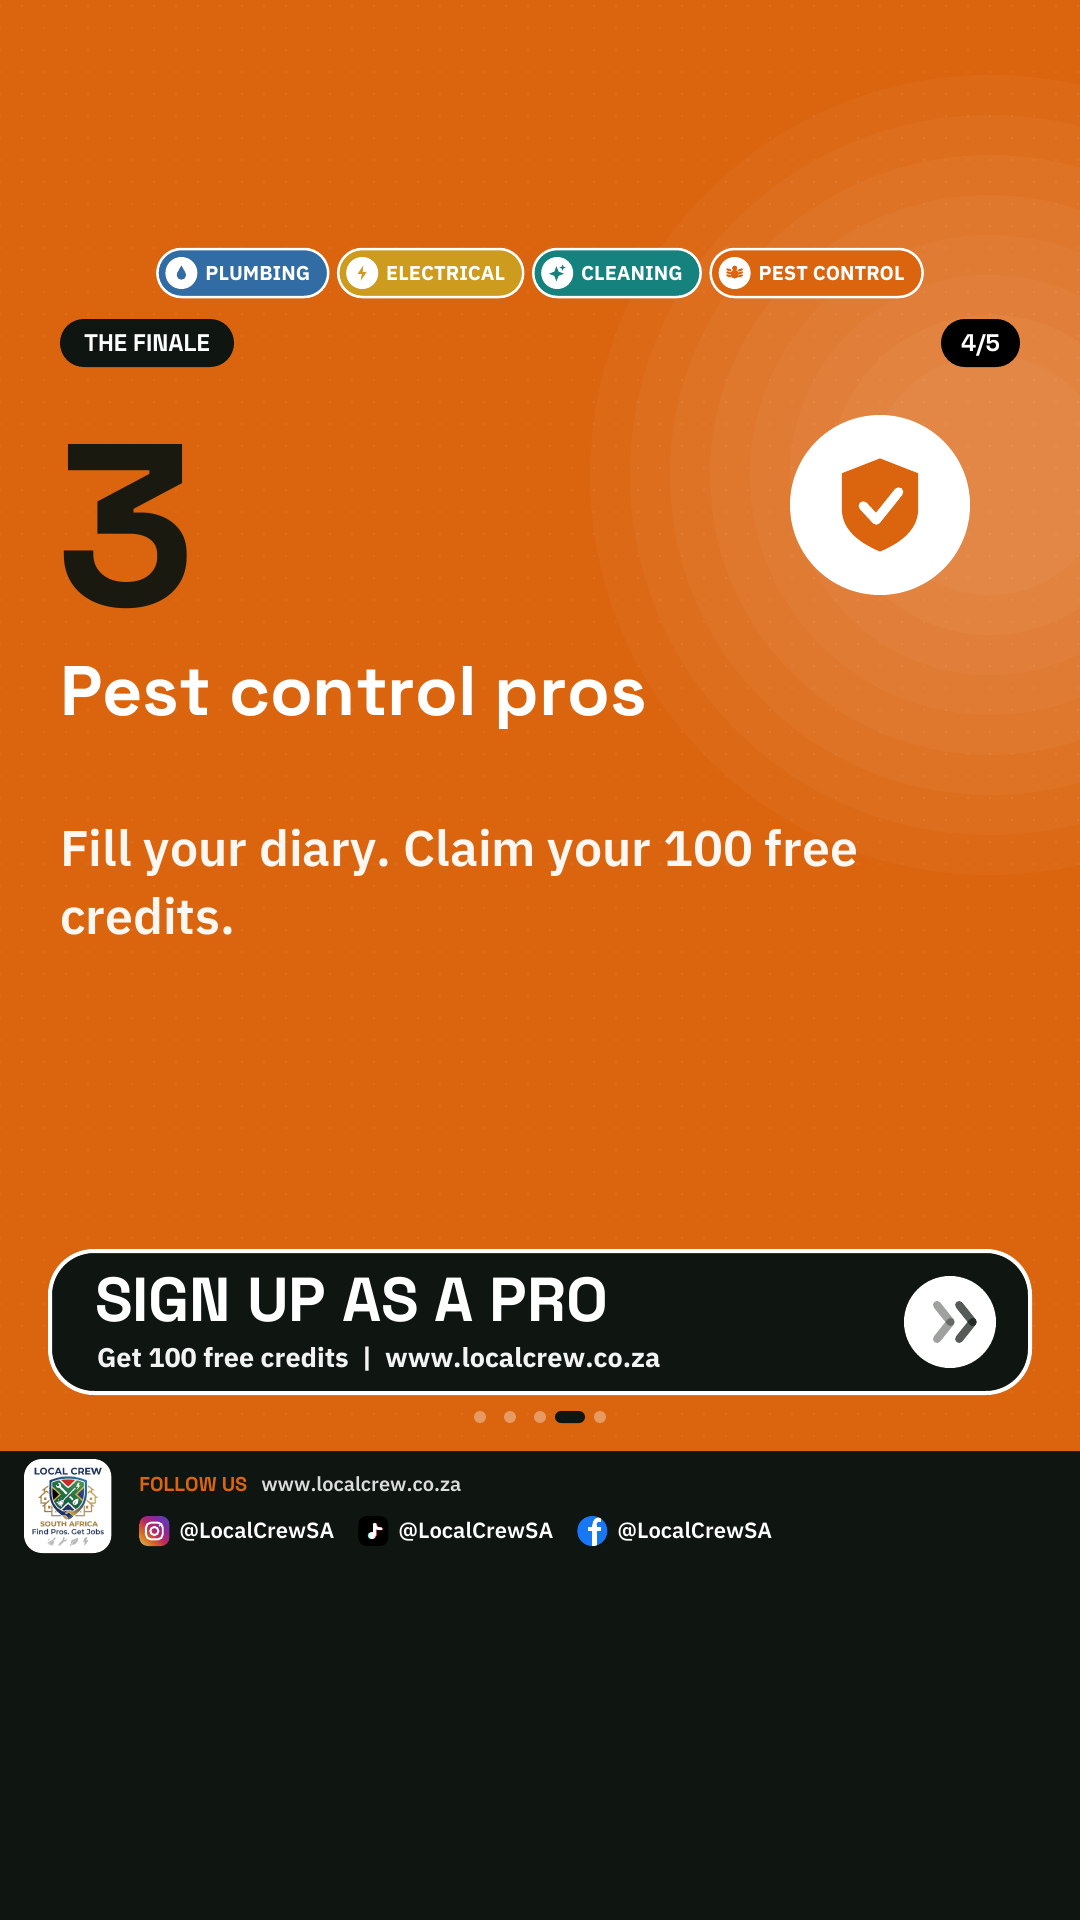 PLUMBING ELECTRICAL CLEANING PEST CONTROL
THE FINALE
4/5
3
Pest control pros
Fill your diary. Claim your 100 free
credits.
SIGN UP AS A PRO
Get 100 free credits | www.localcrew.co.za
LOCAL CREW
SOUTH AFRICA
Find Pros. Get Jobs
FOLLOW US www.localcrew.co.za
@LocalCrewSA @LocalCrewSA @LocalCrewSA